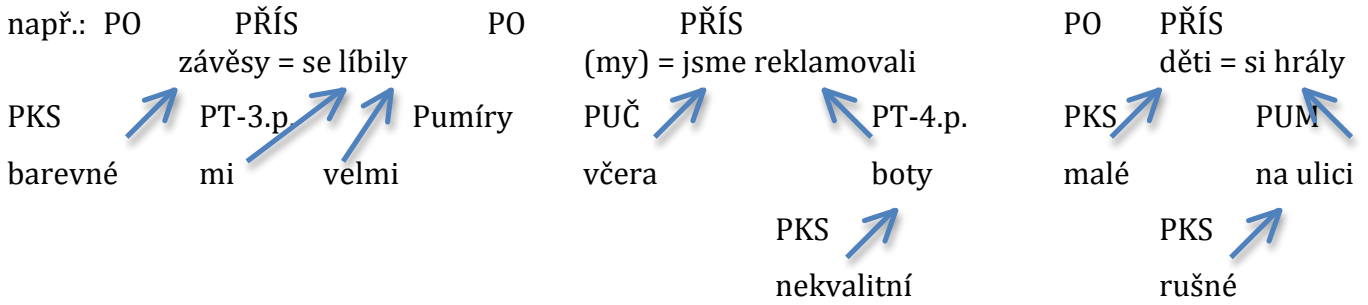 např.: PO PŘÍS PO PŘÍS PO PŘÍS
závěsy = se líbily (my) = jsme reklamovali děti = si hrály
PKS PT-3.p. Pumíry PUČ PT-4.p. PKS PUM
barevné mi velmi včera boty malé na ulici
PKS PKS
nekvalitní rušné